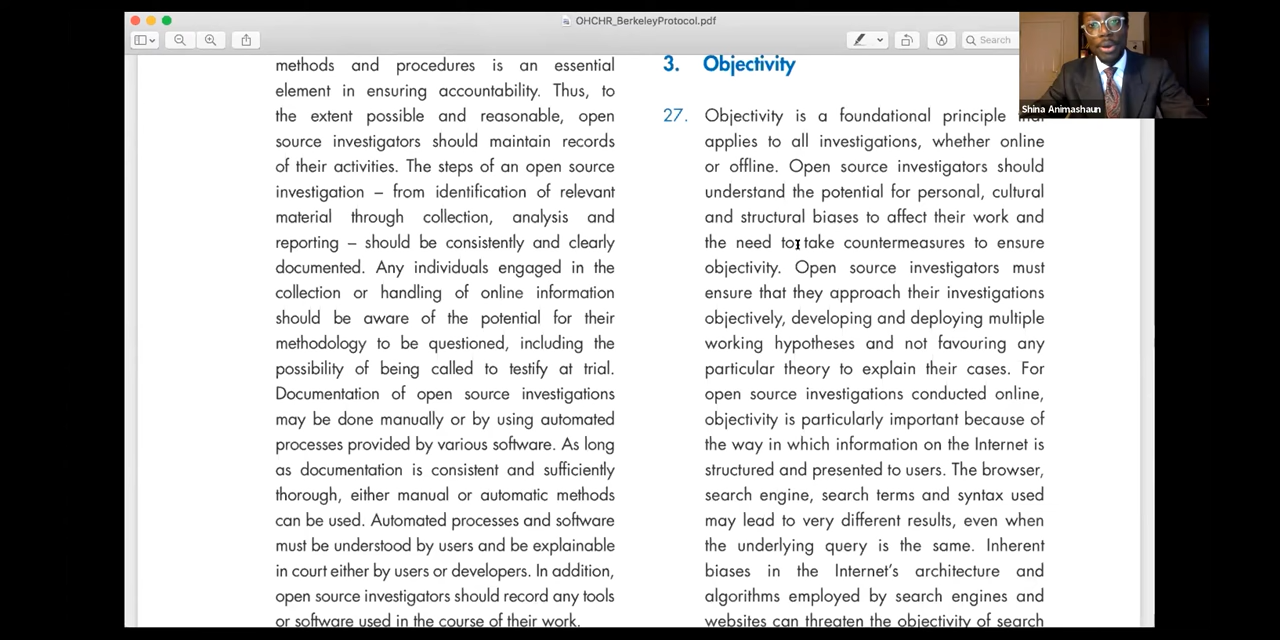 OHCHR_BerkeleyProtocol.pdf
Search
Shina Animashaun
methods and procedures is an essential
element in ensuring accountability. Thus, to
the extent possible and reasonable, open
source investigators should maintain records
of their activities. The steps of an open source
investigation – from identification of relevant
material through collection, analysis and
reporting – should be consistently and clearly
documented. Any individuals engaged in the
collection or handling of online information
should be aware of the potential for their
methodology to be questioned, including the
possibility of being called to testify at trial.
Documentation of open source investigations
may be done manually or by using automated
processes provided by various software. As long
as documentation is consistent and sufficiently
thorough, either manual or automatic methods
can be used. Automated processes and software
must be understood by users and be explainable
in court either by users or developers. In addition,
open source investigators should record any tools
or software used in the course of their work.
3. Objectivity
27. Objectivity is a foundational principle that
applies to all investigations, whether online
or offline. Open source investigators should
understand the potential for personal, cultural
and structural biases to affect their work and
the need to take countermeasures to ensure
objectivity. Open source investigators must
ensure that they approach their investigations
objectively, developing and deploying multiple
working hypotheses and not favouring any
particular theory to explain their cases. For
open source investigations conducted online,
objectivity is particularly important because of
the way in which information on the Internet is
structured and presented to users. The browser,
search engine, search terms and syntax used
may lead to very different results, even when
the underlying query is the same. Inherent
biases in the Internet's architecture and
algorithms employed by search engines and
websites can threaten the objectivity of search